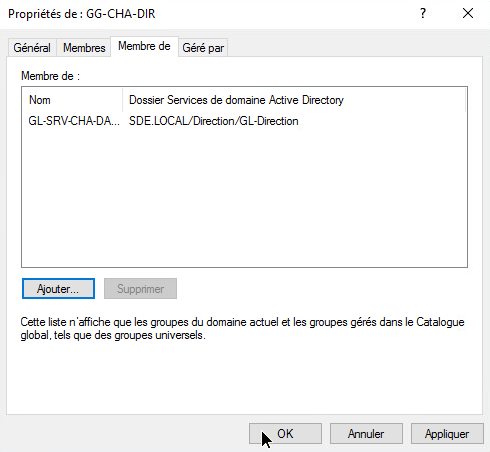 Propriétés de : GG-CHA-DIR
?
Général Membres Membre de Géré par
Membre de :
Nom Dossier Services de domaine Active Directory
GL-SRV-CHA-DA... SDE.LOCAL/Direction/GL-Direction
Ajouter... Supprimer
Cette liste n'affiche que les groupes du domaine actuel et les groupes gérés dans le Catalogue
global, tels que des groupes universels.
OK Annuler Appliquer